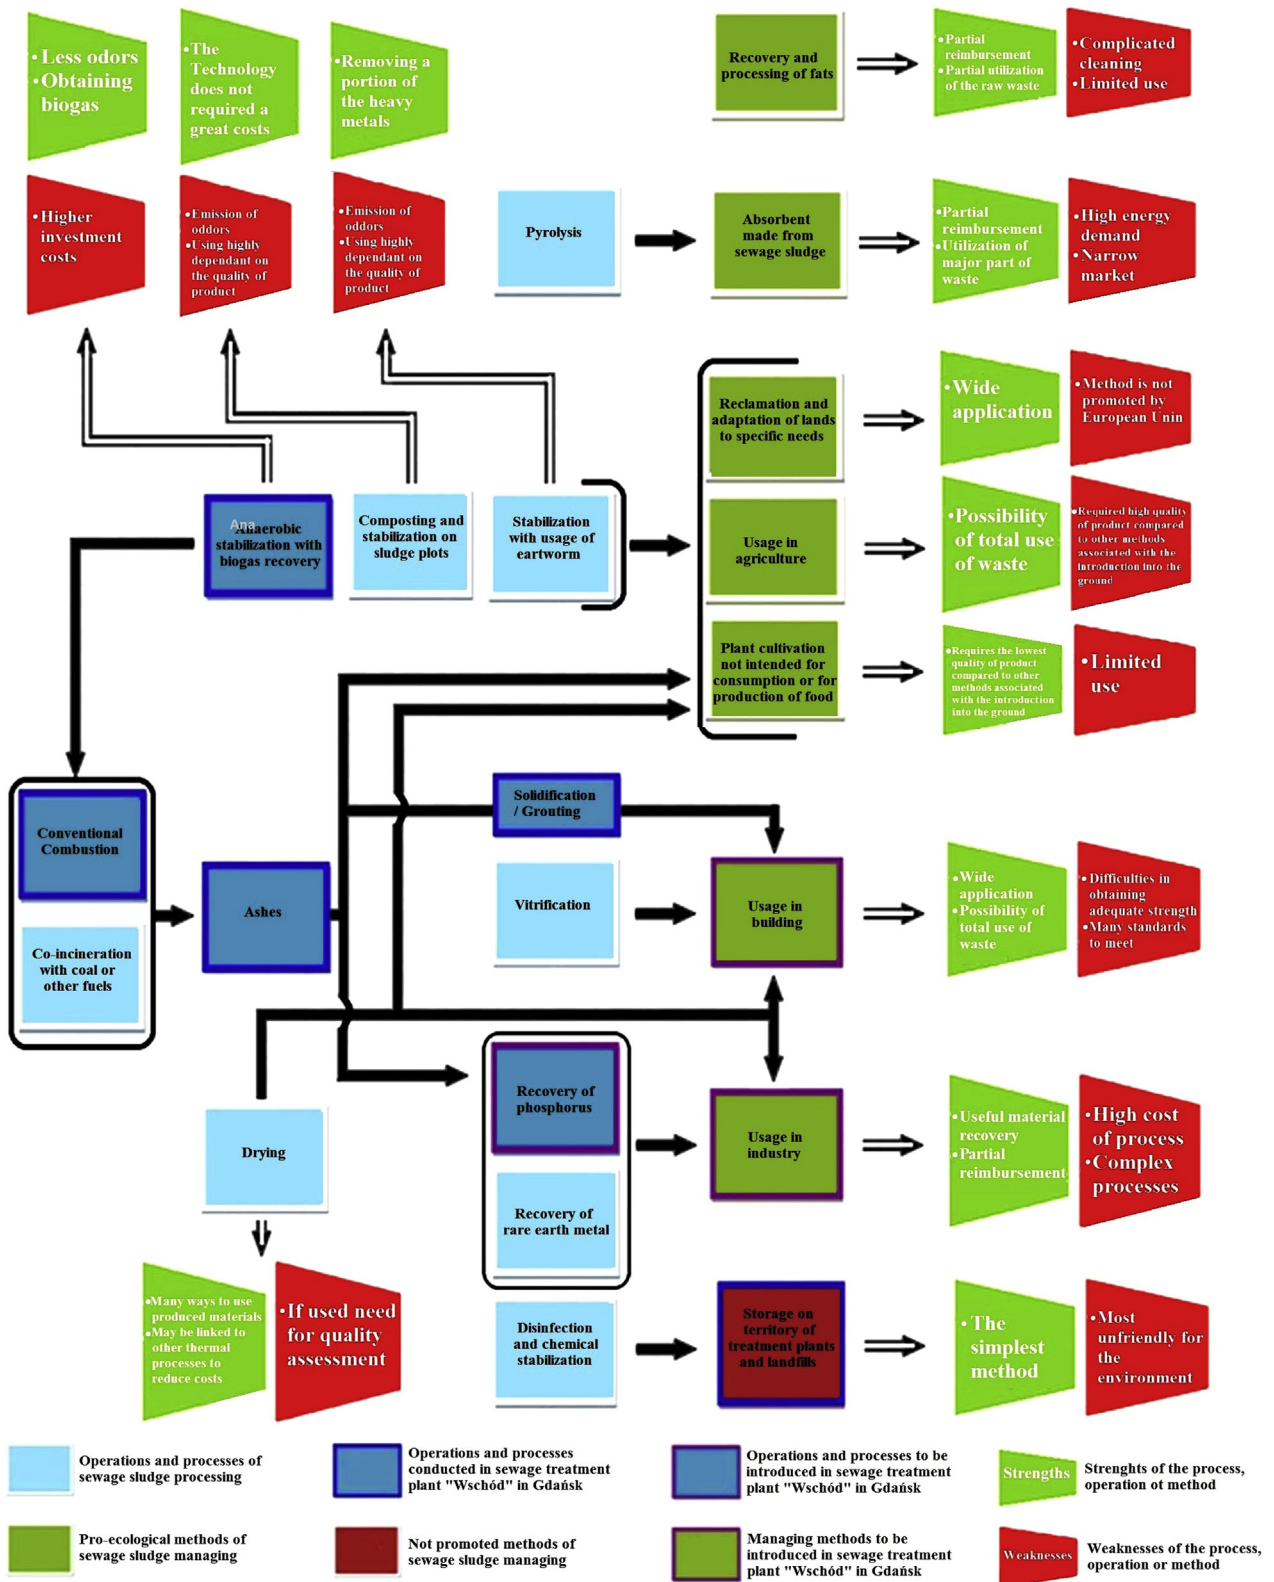 • Less odors
• Obtaining
biogas
• The
Technology
does not
required a
great costs
• Removing a
portion of
the heavy
metals
Recovery and
processing of fats
• Partial
reimbursement
• Partial utilization
of the raw waste
• Complicated
cleaning
• Limited use
• Higher
investment
costs
• Emission of
oddors
• Using highly
dependant on
the quality of
product
• Emission of
oddors
• Using highly
dependant on
the quality of
product
Pyrolysis
Absorbent
made from
sewage sludge
• Partial
reimbursement
• Utilization of
major part of
waste
• High energy
demand
• Narrow
market
Reclamation and
adaptation of lands
to specific needs
• Wide
application
• Method is not
promoted by
European Unin
Ana
Anaerobic
stabilization with
biogas recovery
Composting and
stabilization on
sludge plots
Stabilization
with usage of
eartworm
Usage in
agriculture
• Possibility
of total use
of waste
• Required high quality
of product compared
to other methods
associated with the
introduction into the
ground
Plant cultivation
not intended for
consumption or for
production of food
• Requires the lowest
quality of product
compared to other
methods associated
with the introduction
into the ground
• Limited
use
Solidification
/ Grouting
Conventional
Combustion
Ashes
Vitrification
Usage in
building
• Wide
application
• Possibility of
total use of
waste
• Difficulties in
obtaining
adequate strength
• Many standards
to meet
Co-incineration
with coal or
other fuels
Recovery of
phosphorus
Usage in
industry
• Useful material
recovery
• Partial
reimbursement
• High cost
of process
• Complex
processes
Drying
Recovery of
rare earth metal
• Many ways to use
produced materials
• May be linked to
other thermal
processes to
reduce costs
• If used need
for quality
assessment
Disinfection
and chemical
stabilization
Storage on
territory of
treatment plants
and landfills
• The
simplest
method
• Most
unfriendly for
the
environment
Operations and processes of
sewage sludge processing
Operations and processes
conducted in sewage treatment
plant "Wschód" in Gdańsk
Operations and processes to be
introduced in sewage treatment
plant "Wschód" in Gdańsk
Strengths
Strenghts of the process,
operation ot method
Pro-ecological methods of
sewage sludge managing
Not promoted methods of
sewage sludge managing
Managing methods to be
introduced in sewage treatment
plant "Wschód" in Gdańsk
Weaknesses
Weaknesses of the process,
operation or method